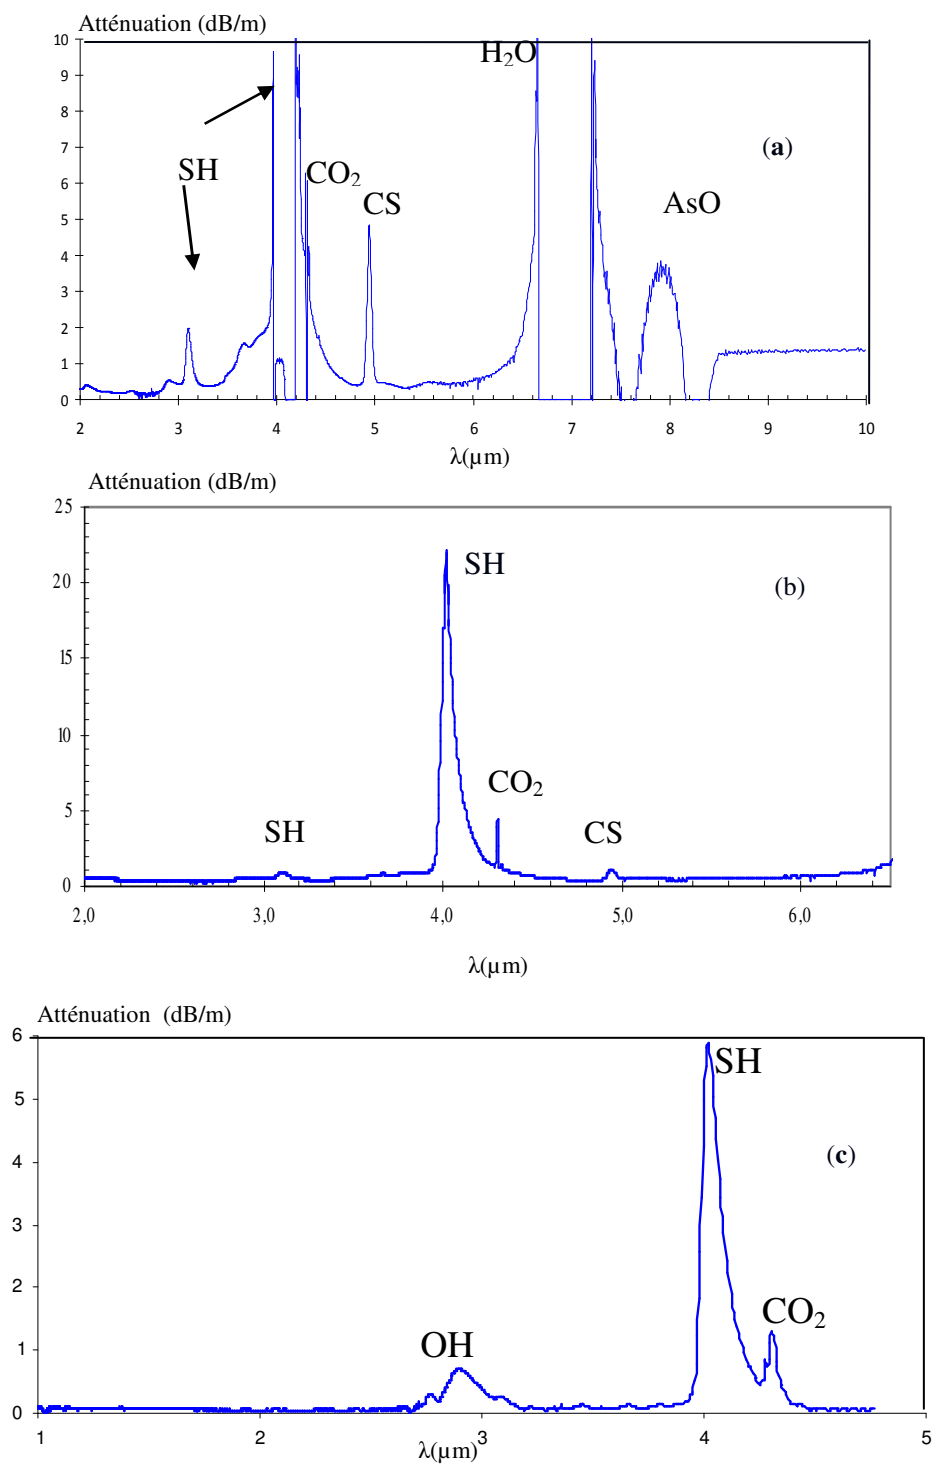 Atténuation (dB/m)
10
9
8
7
6
5
4
3
2
1
0
H₂O
(a)
SH
CO₂
CS
AsO
2 3 4 5 6 7 8 9 10
λ(µm)
Atténuation (dB/m)
25
20
15
10
5
0
SH
(b)
CO₂
SH
CS
2,0 3,0 4,0 5,0 6,0
λ(µm)
Atténuation (dB/m)
6
5
4
3
2
1
0
SH
(c)
CO₂
OH
1 2 3 4 5
λ(µm)